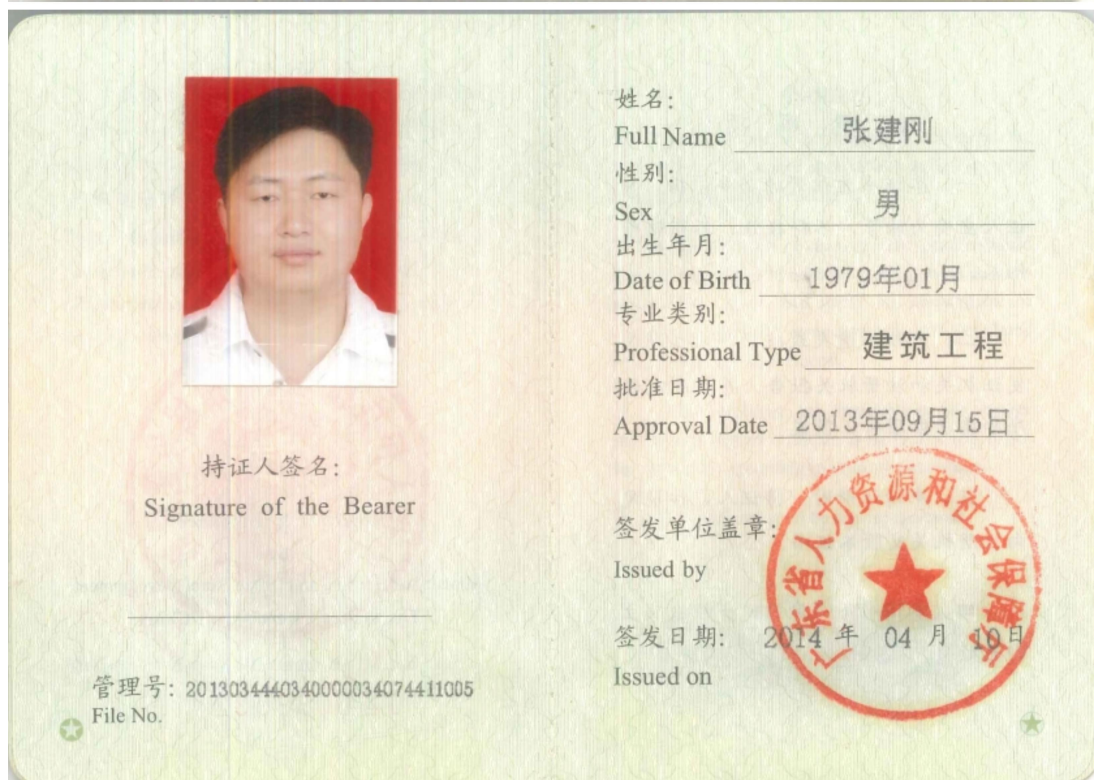 持证人签名:
Signature of the Bearer
管理号: 2013034440340000034074411005
File No.
姓名:
Full Name 张建刚
性别:
Sex 男
出生年月:
Date of Birth 1979年01月
专业类别:
Professional Type 建筑工程
批准日期:
Approval Date 2013年09月15日
签发单位盖章:
Issued by
广东省人力资源和社会保障厅
签发日期: 2014 年 04 月 10日
Issued on